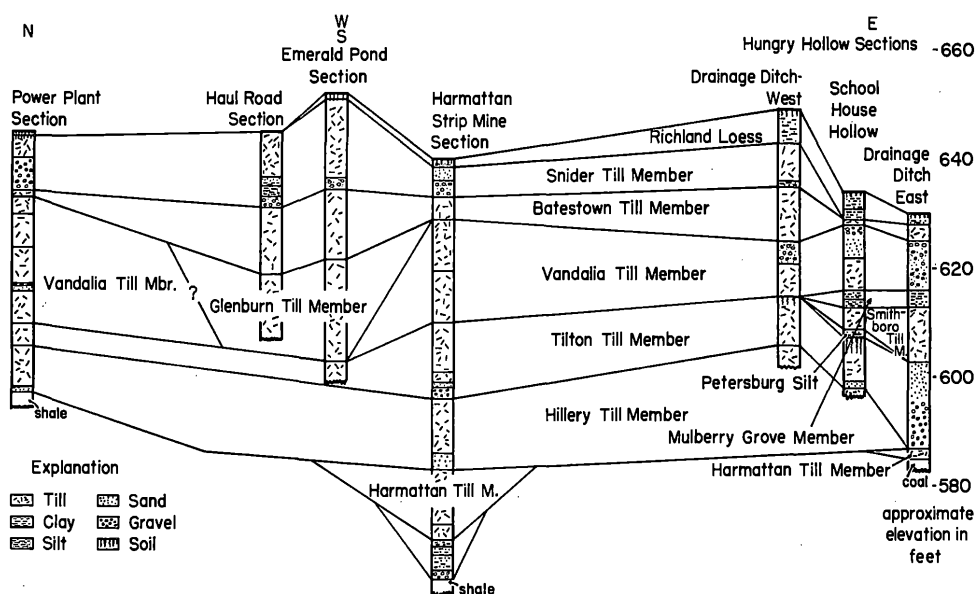 N
W
S
E
Hungry Hollow Sections
-660
Emerald Pond
Section
Drainage Ditch-
West
School
House
Hollow
Power Plant
Section
Haul Road
Section
Harmattan
Strip Mine
Section
Richland Loess
Drainage
Ditch
East
-640
Snider Till Member
Batestown Till Member
-620
Vandalia Till Mbr.
?
Glenburn Till Member
Vandalia Till Member
Smith-
boro
Till
M.
Tilton Till Member
-600
Petersburg Silt
shale
Hillery Till Member
Mulberry Grove Member
Harmattan Till Member
coal
-580
Explanation
Till
Sand
Clay
Gravel
Silt
Soil
Harmattan Till M.
approximate
elevation in
feet
shale